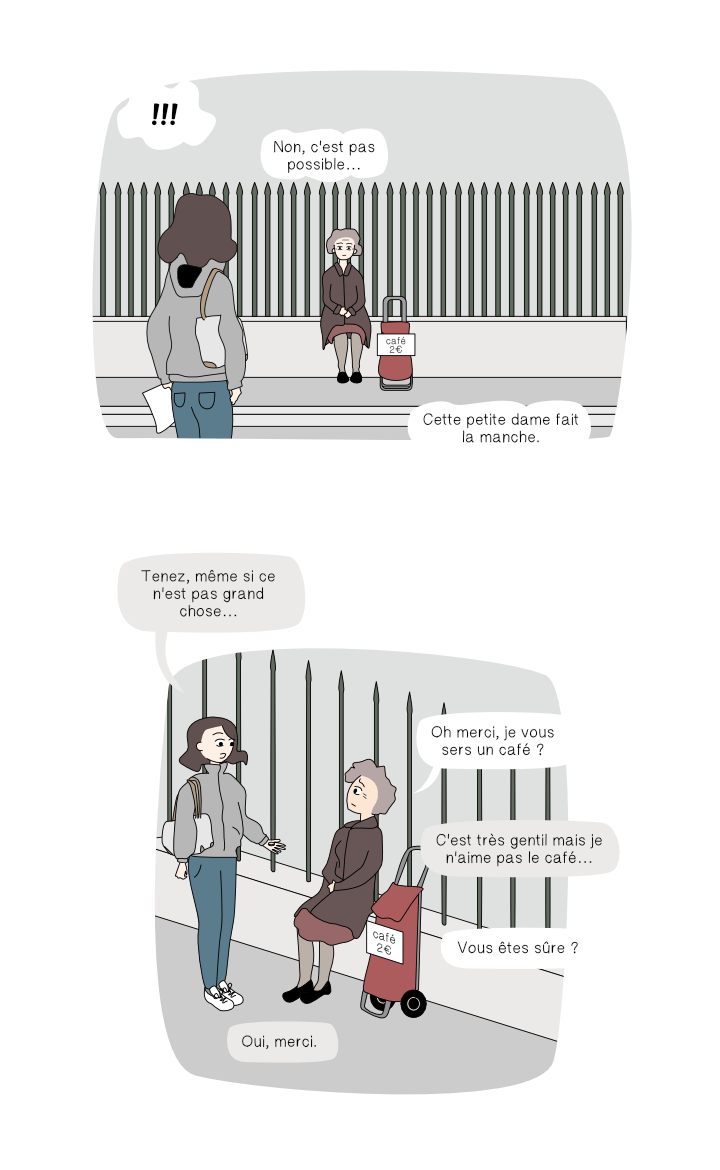 !!!
Non, c'est pas
possible...
café
2€
Cette petite dame fait
la manche.
Tenez, même si ce
n'est pas grand
chose...
Oh merci, je vous
sers un café ?
C'est très gentil mais je
n'aime pas le café...
café
2€
Vous êtes sûre ?
Oui, merci.